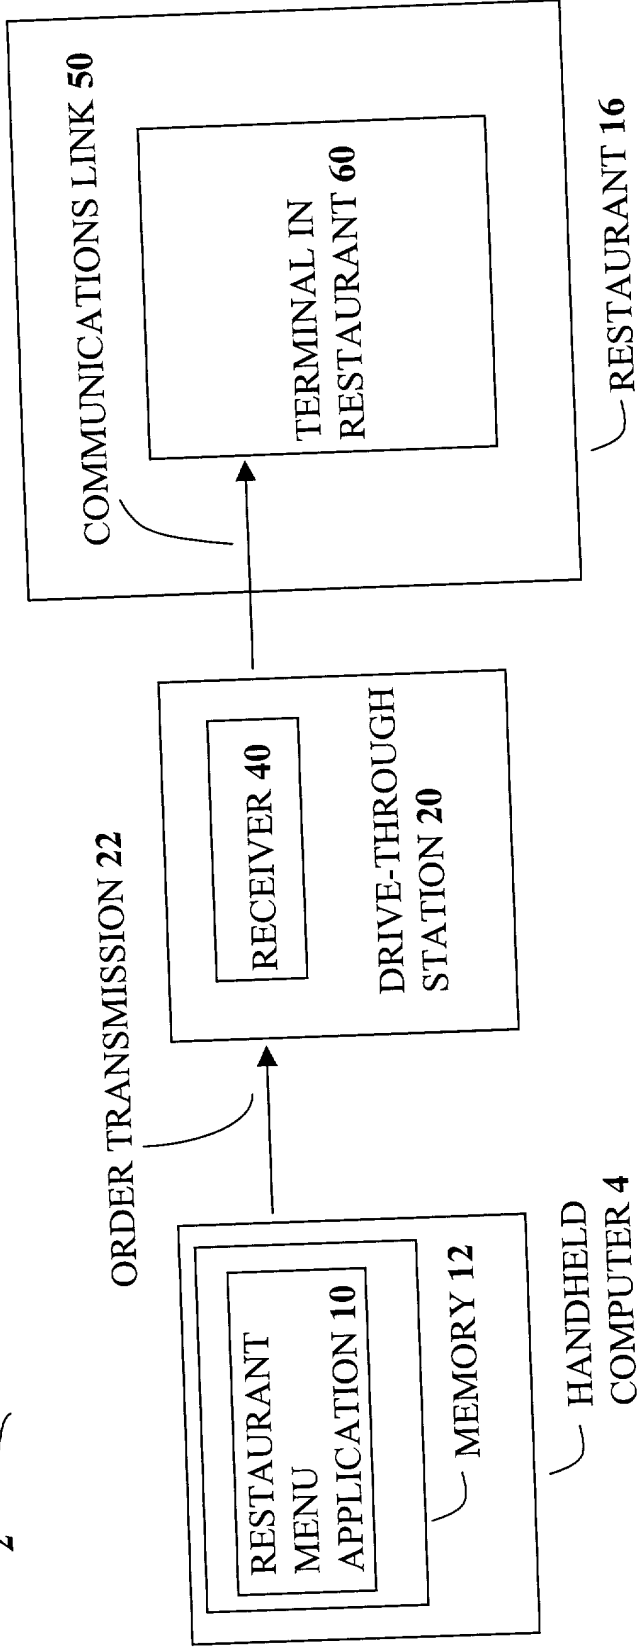 2
ORDER TRANSMISSION 22
COMMUNICATIONS LINK 50
RESTAURANT
MENU
APPLICATION 10
MEMORY 12
HANDHELD
COMPUTER 4
RECEIVER 40
DRIVE-THROUGH
STATION 20
TERMINAL IN
RESTAURANT 60
RESTAURANT 16